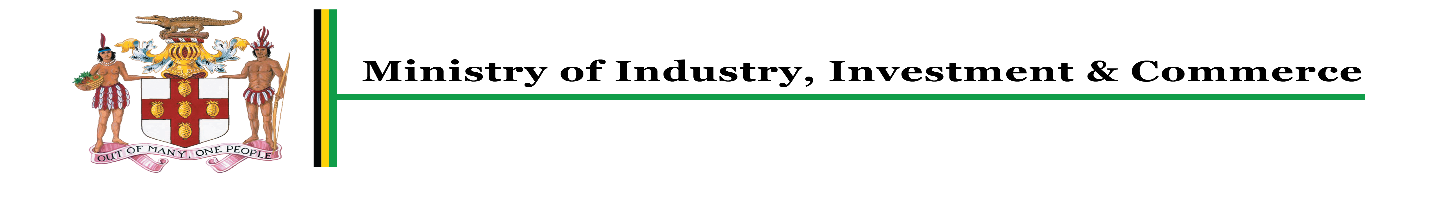 Ministry of Industry, Investment & Commerce
OUT OF MANY, ONE PEOPLE